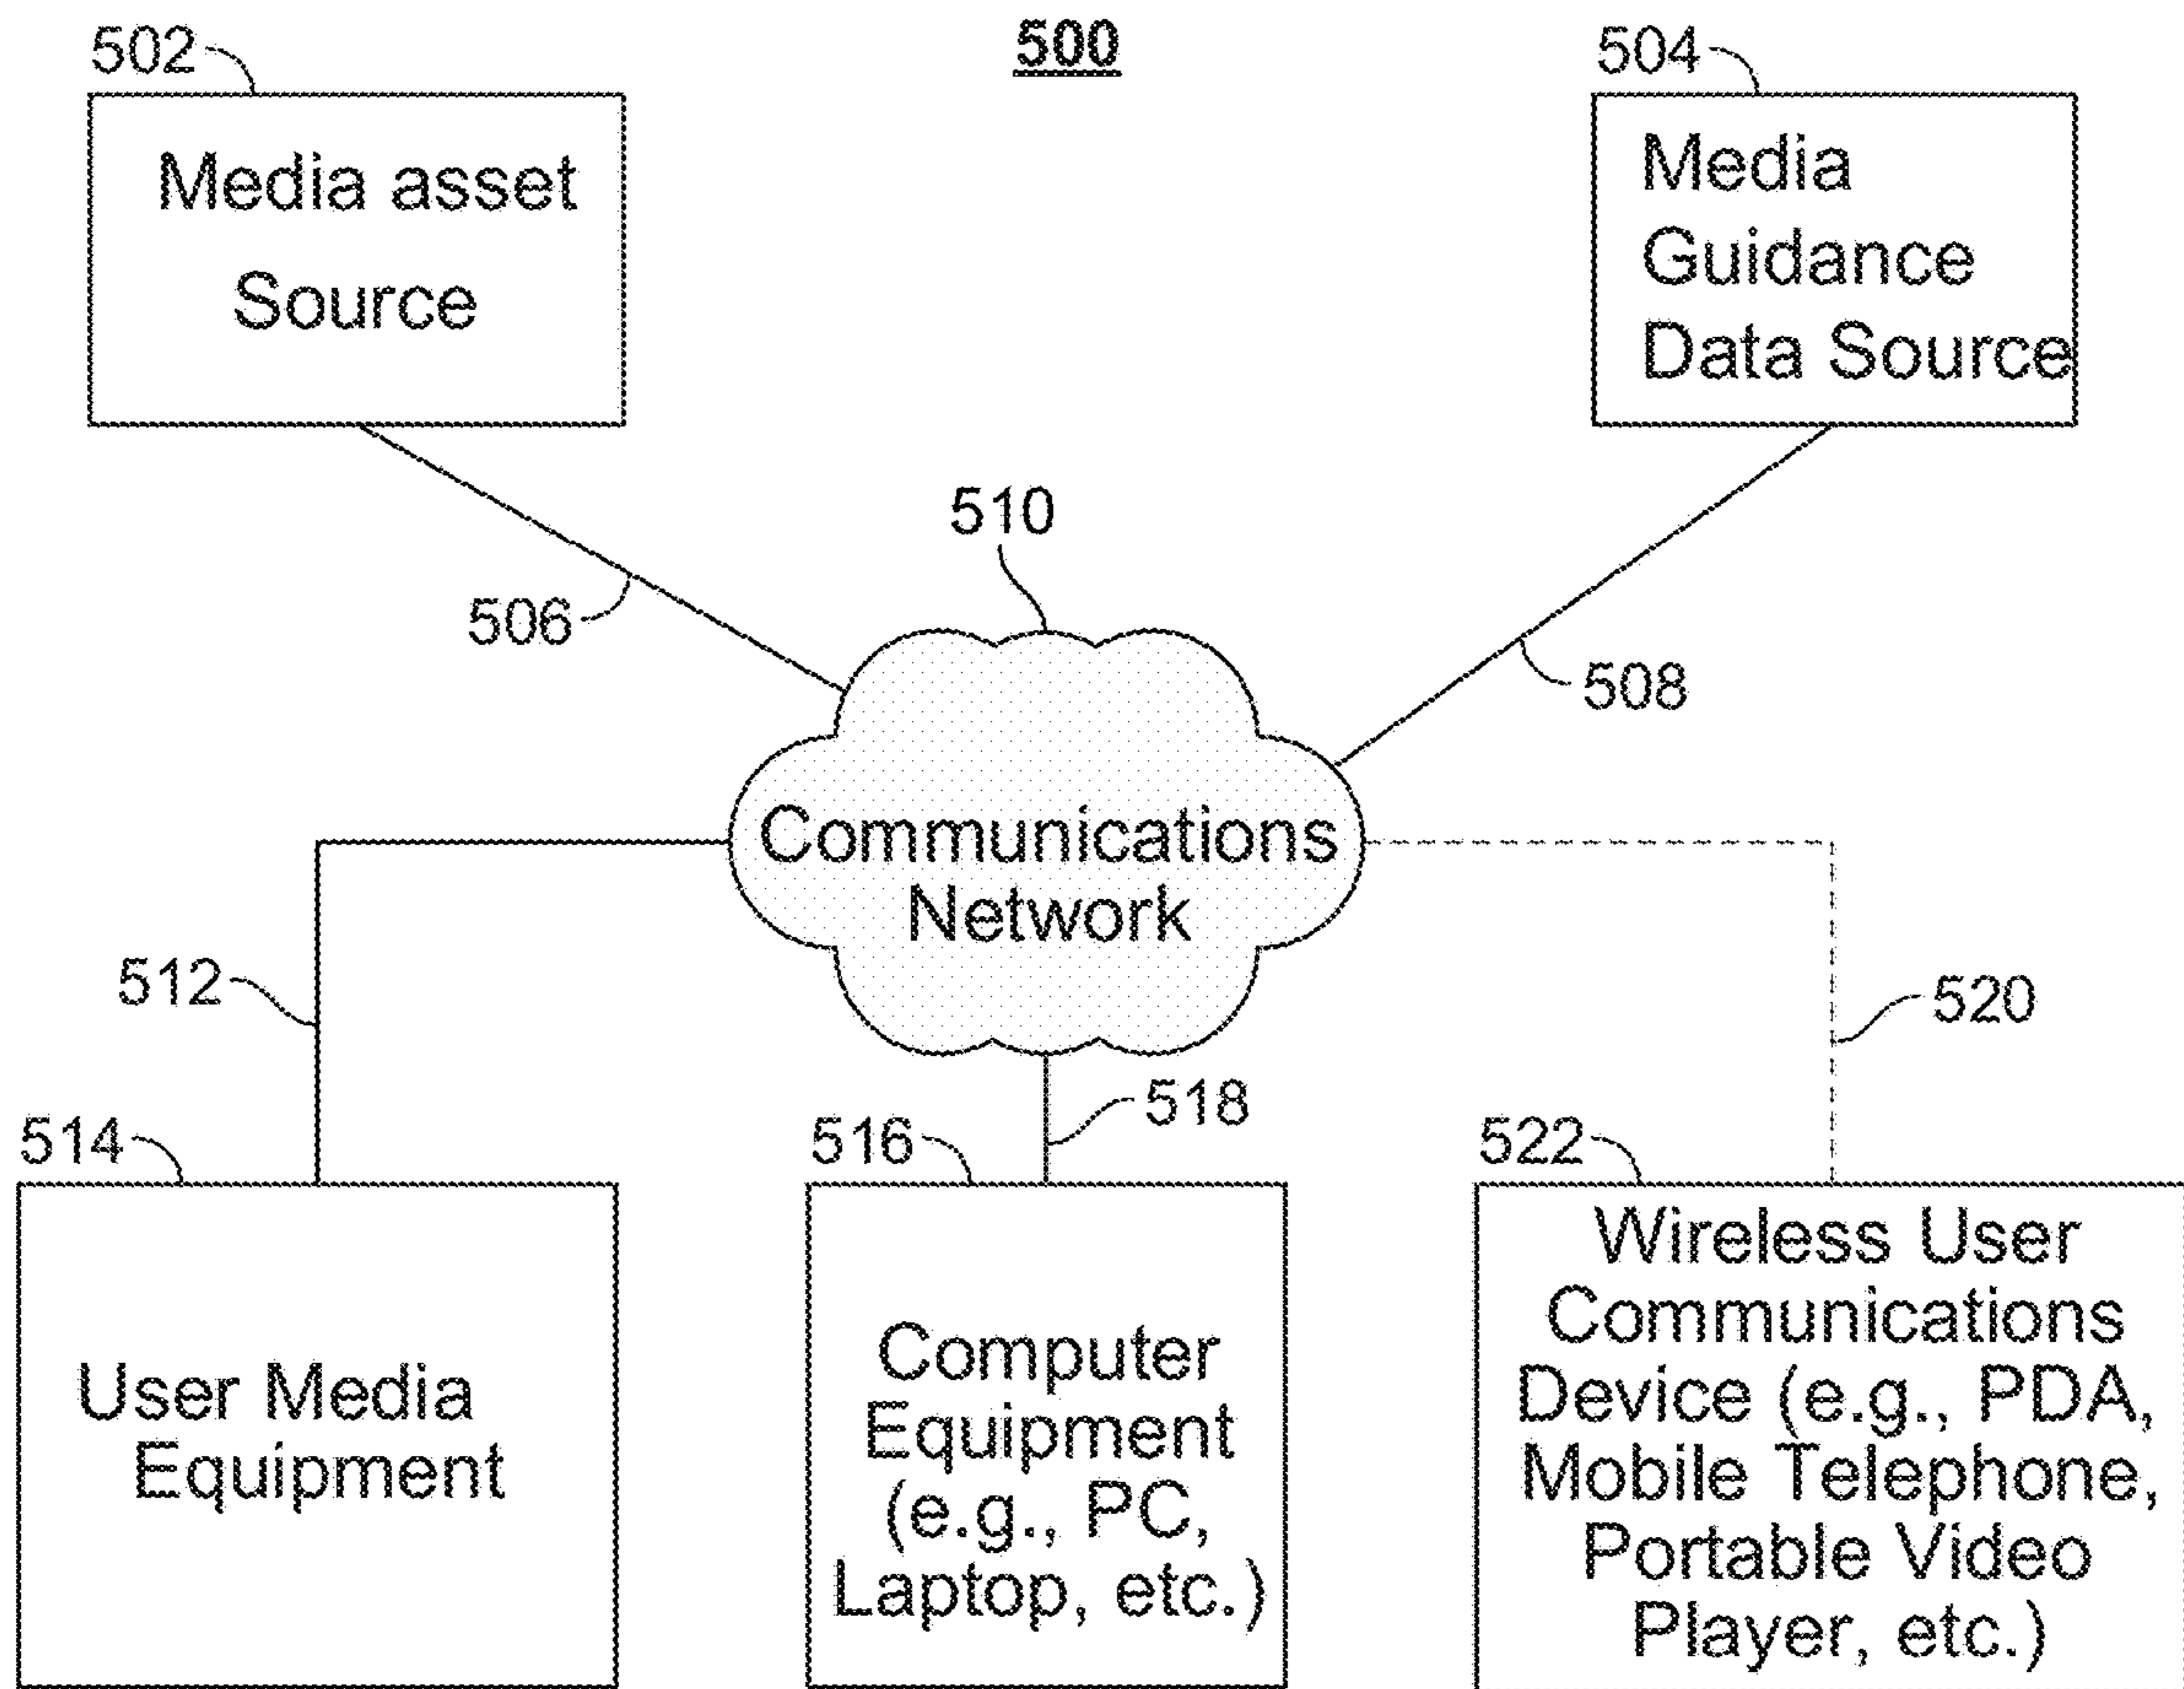 500
502
504
Media asset
Source
Media
Guidance
Data Source
510
506
508
Communications
Network
512
520
518
514
516
522
User Media
Equipment
Computer
Equipment
(e.g., PC,
Laptop, etc.)
Wireless User
Communications
Device (e.g., PDA,
Mobile Telephone,
Portable Video
Player, etc.)